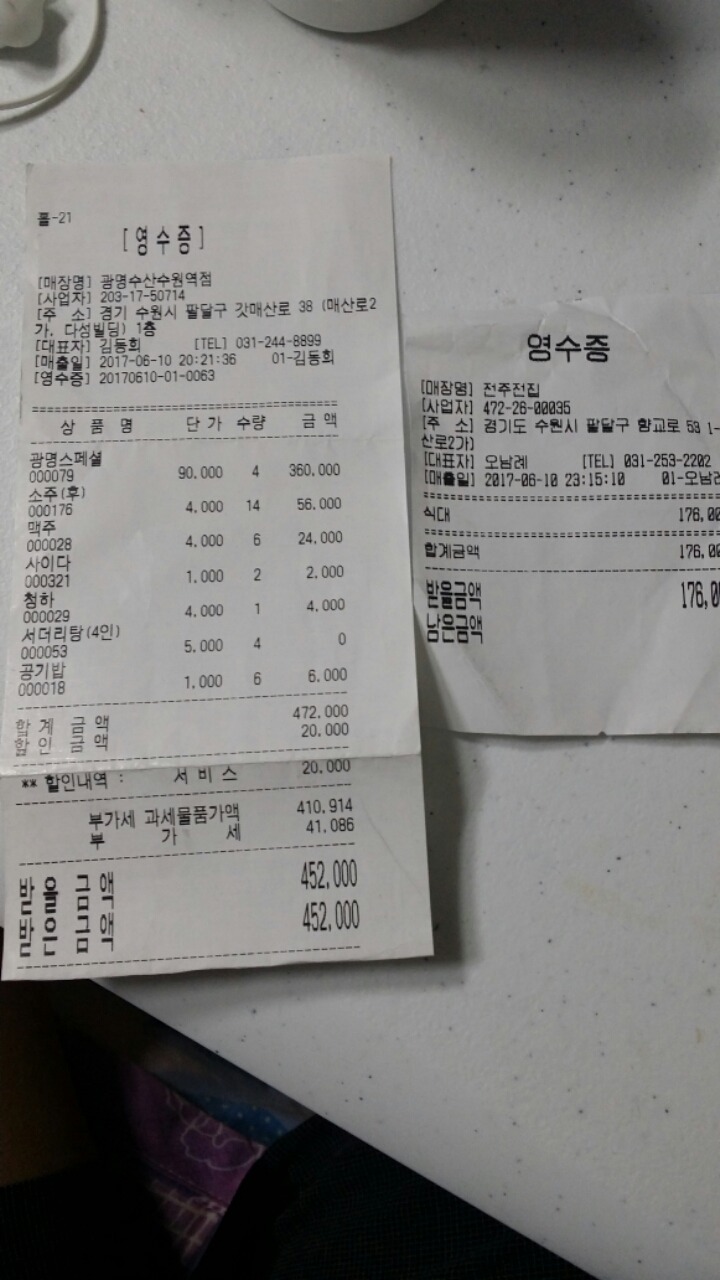 홀-21
[영수증]
[매장명] 광명수산수원역점
[사업자] 203-17-50714
[주 소] 경기 수원시 팔달구 갓매산로 38 (매산로2
가, 다성빌딩) 1층
[대표자] 김동회 [TEL] 031-244-8899
[매출일] 2017-06-10 20:21:36 01-김동회
[영수증] 20170610-01-0063
상 품 명 단가 수량 금 액
광명스페셜
000079 90,000 4 360,000
소주(후)
000176 4,000 14 56,000
맥주
000028 4,000 6 24,000
사이다
000321 1,000 2 2,000
청하
000029 4,000 1 4,000
서더리탕(4인)
000053 5,000 4 0
공기밥
000018 1,000 6 6,000
합 계 금 액 472,000
할 인 금 액 20,000
** 할인내역 : 서 비 스 20,000
부가세 과세물품가액 410,914
부 가 세 41,086
받 을 금 액 452,000
받 은 금 액 452,000
영수증
[매장명] 전주전집
[사업자] 472-26-00035
[주 소] 경기도 수원시 팔달구 향교로 53 1-
산로2가)
[대표자] 오남례 [TEL] 031-253-2202
[매출일] 2017-06-10 23:15:10 01-오남례
식대 176,00
합계금액 176,00
받을금액 176,0
남은금액